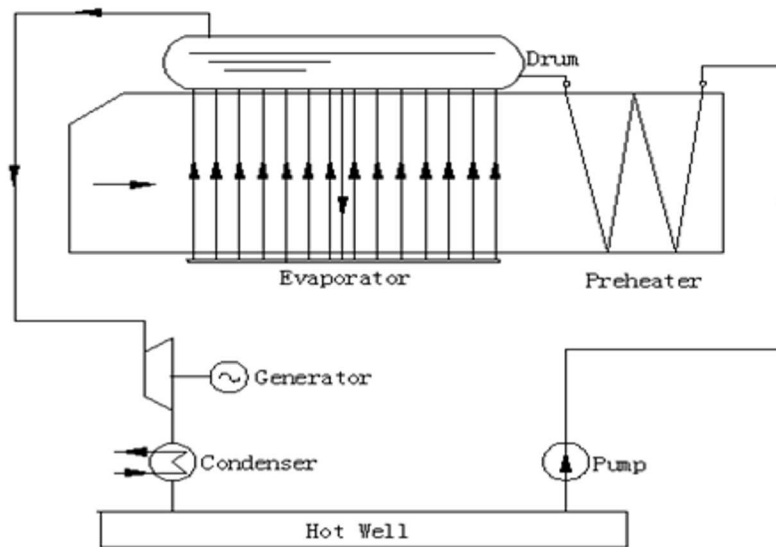 Drum
Evaporator
Preheater
Generator
Condenser
Pump
Hot Well